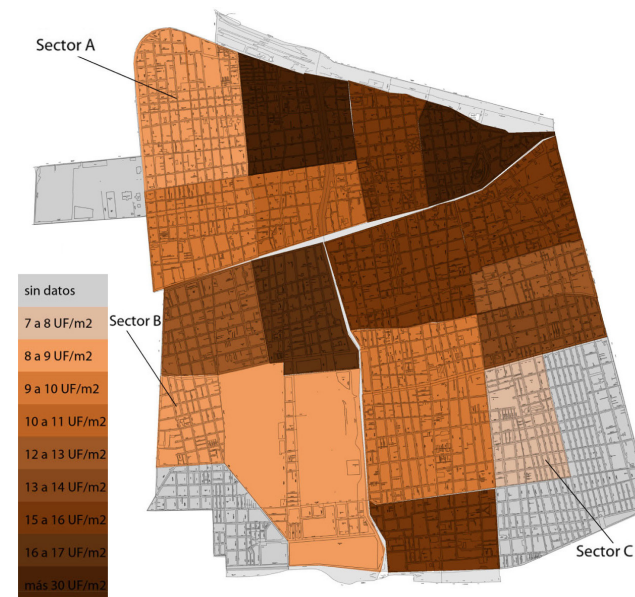 Sector A
sin datos
7 a 8 UF/m2
Sector B
8 a 9 UF/m2
9 a 10 UF/m2
10 a 11 UF/m2
12 a 13 UF/m2
13 a 14 UF/m2
15 a 16 UF/m2
16 a 17 UF/m2
más 30 UF/m2
Sector C